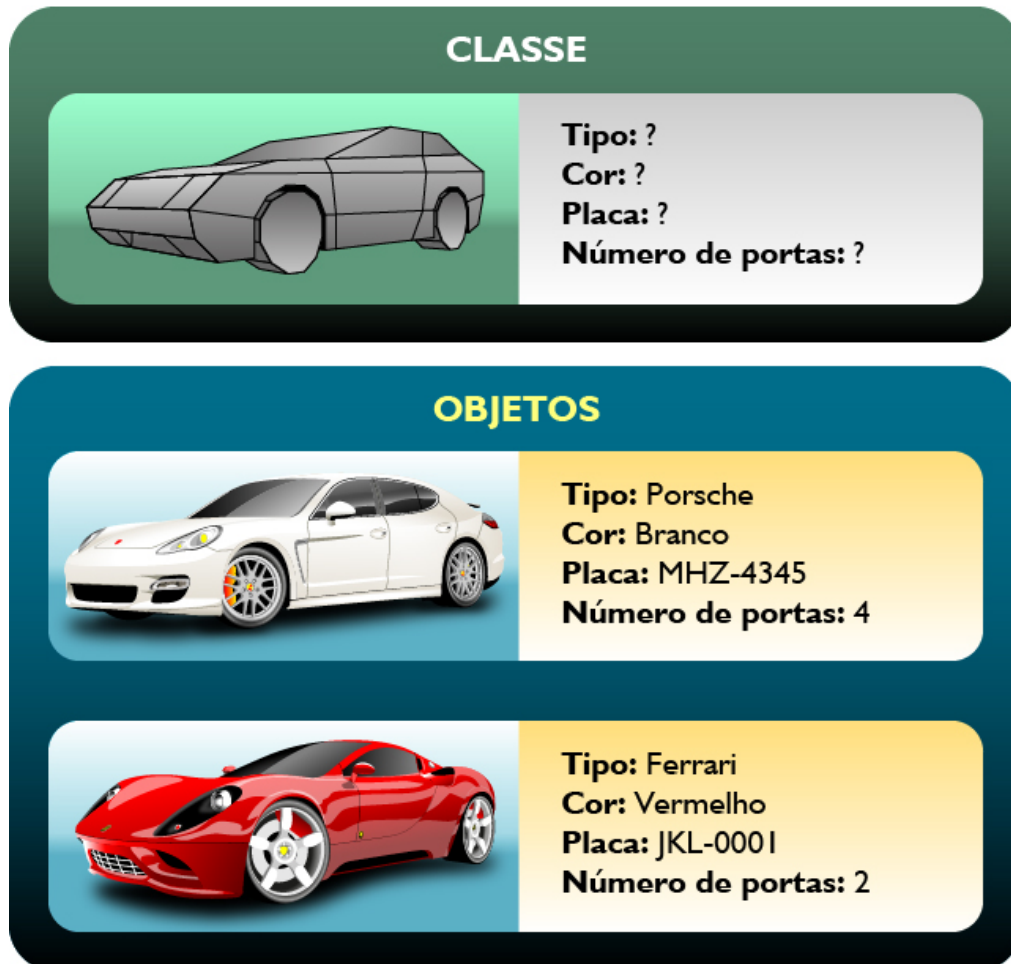 CLASSE
Tipo: ?
Cor: ?
Placa: ?
Número de portas: ?
OBJETOS
Tipo: Porsche
Cor: Branco
Placa: MHZ-4345
Número de portas: 4
Tipo: Ferrari
Cor: Vermelho
Placa: JKL-0001
Número de portas: 2